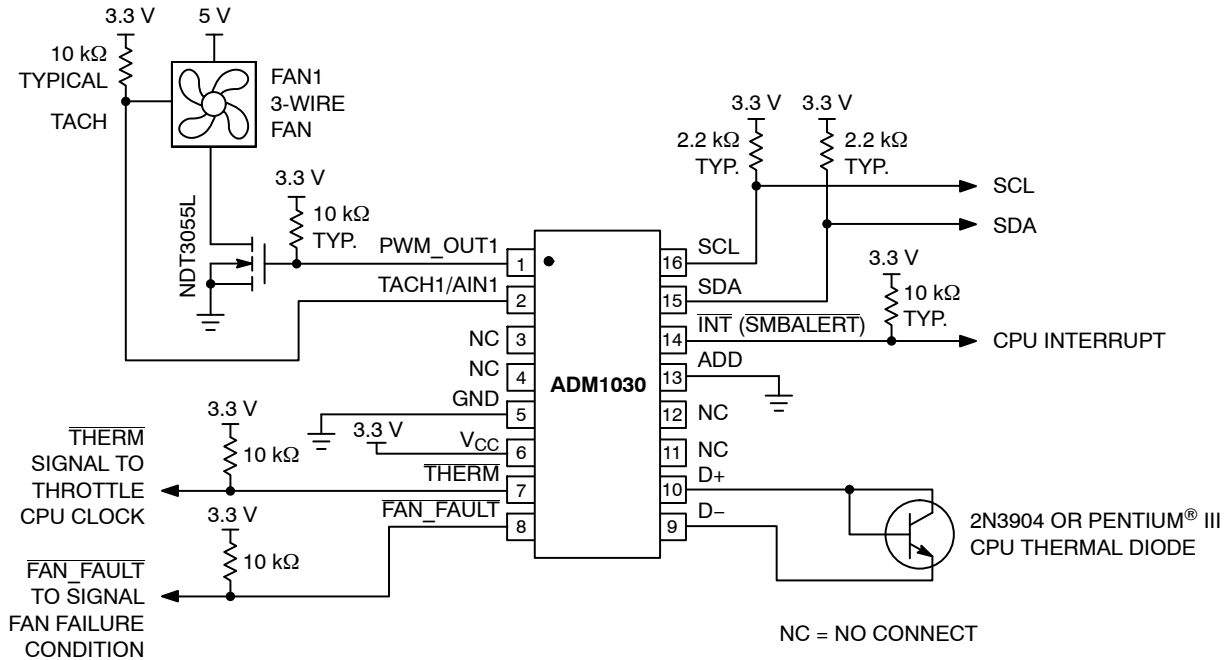 3.3 V
5 V
10 kΩ
TYPICAL
TACH
FAN1
3-WIRE
FAN
NDT3055L
3.3 V
10 kΩ
TYP.
PWM_OUT1
TACH1/AIN1
NC
NC
GND
3.3 V
VCC
THERM
FAN_FAULT
1
2
3
4
5
6
7
8
ADM1030
16
15
14
13
12
11
10
9
SCL
SDA
INT (SMBALERT)
ADD
NC
NC
D+
D−
3.3 V
3.3 V
2.2 kΩ
TYP.
2.2 kΩ
TYP.
SCL
SDA
3.3 V
10 kΩ
TYP.
CPU INTERRUPT
3.3 V
10 kΩ
THERM
SIGNAL TO
THROTTLE
CPU CLOCK
3.3 V
10 kΩ
FAN_FAULT
TO SIGNAL
FAN FAILURE
CONDITION
2N3904 OR PENTIUM® III
CPU THERMAL DIODE
NC = NO CONNECT